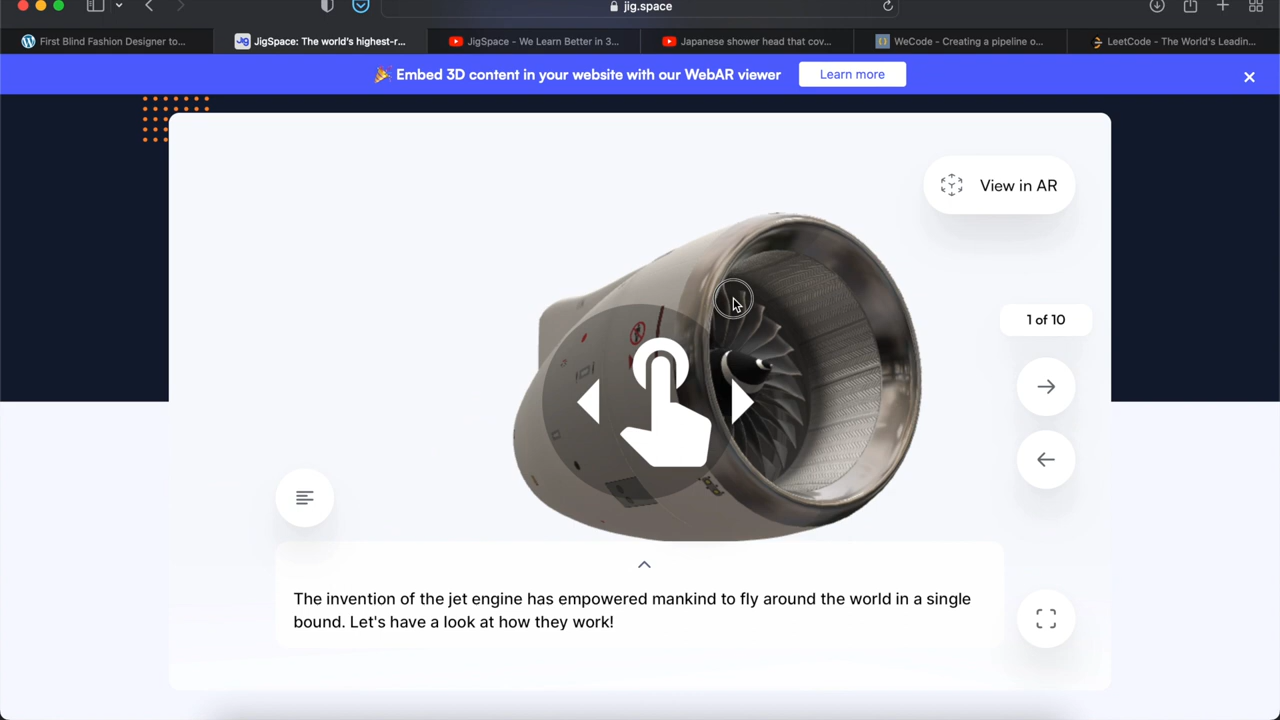 jig.space
First Blind Fashion Designer to...
JigSpace: The world's highest-r...
JigSpace - We Learn Better in 3...
Japanese shower head that cov...
WeCode - Creating a pipeline o...
LeetCode - The World's Leadin...
Embed 3D content in your website with our WebAR viewer
Learn more
View in AR
1 of 10
The invention of the jet engine has empowered mankind to fly around the world in a single
bound. Let's have a look at how they work!